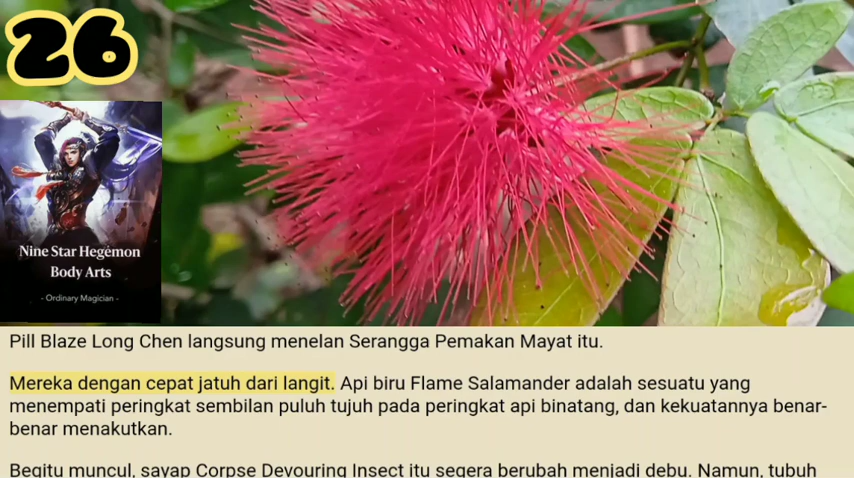 26
Nine Star Hegemon
Body Arts
- Ordinary Magician -
Pill Blaze Long Chen langsung menelan Serangga Pemakan Mayat itu.
Mereka dengan cepat jatuh dari langit. Api biru Flame Salamander adalah sesuatu yang
menempati peringkat sembilan puluh tujuh pada peringkat api binatang, dan kekuatannya benar-
benar menakutkan.
Begitu muncul, sayap Corpse Devouring Insect itu segera berubah menjadi debu. Namun, tubuh